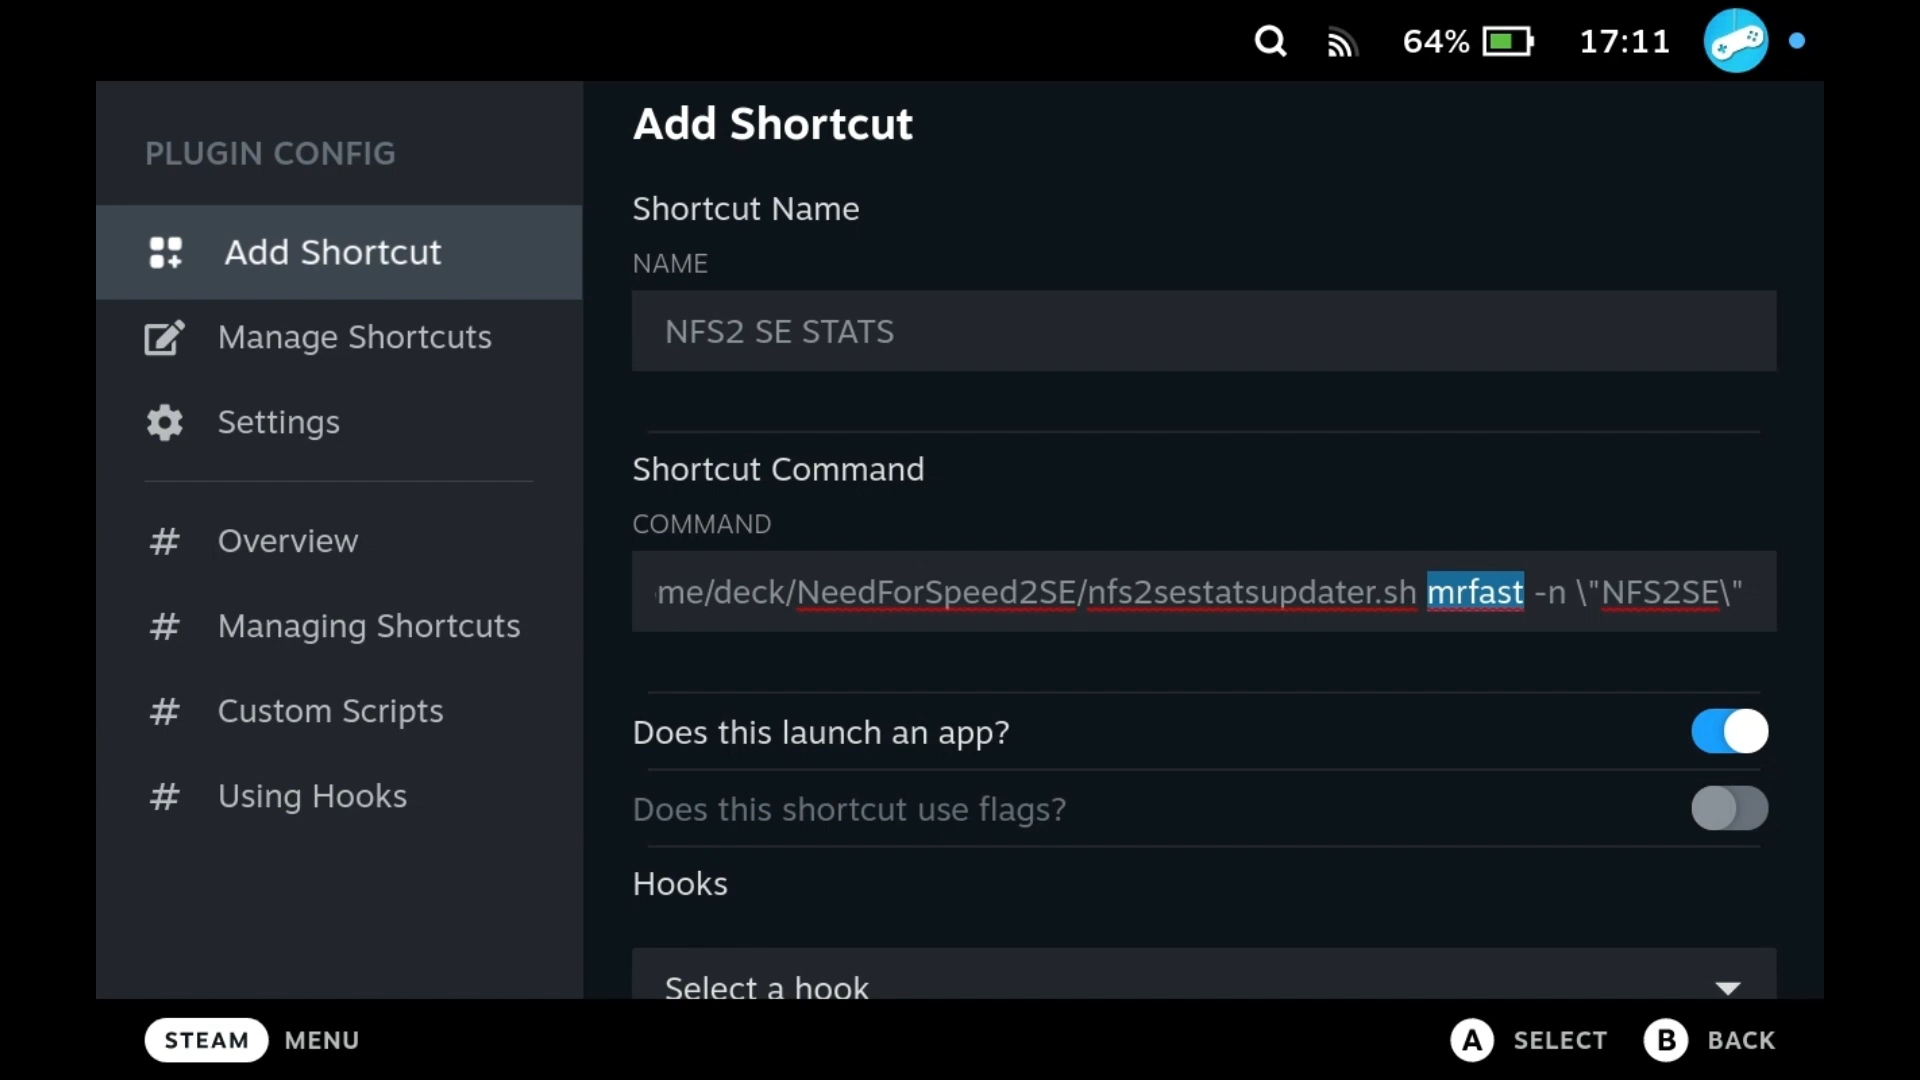 64% 17:11
PLUGIN CONFIG
Add Shortcut
Manage Shortcuts
Settings
# Overview
# Managing Shortcuts
# Custom Scripts
# Using Hooks
Add Shortcut
Shortcut Name
NAME
NFS2 SE STATS
Shortcut Command
COMMAND
me/deck/NeedForSpeed2SE/nfs2sestatsupdater.sh mrfast -n \"NFS2SE\"
Does this launch an app?
Does this shortcut use flags?
Hooks
Select a hook
STEAM MENU
A SELECT B BACK